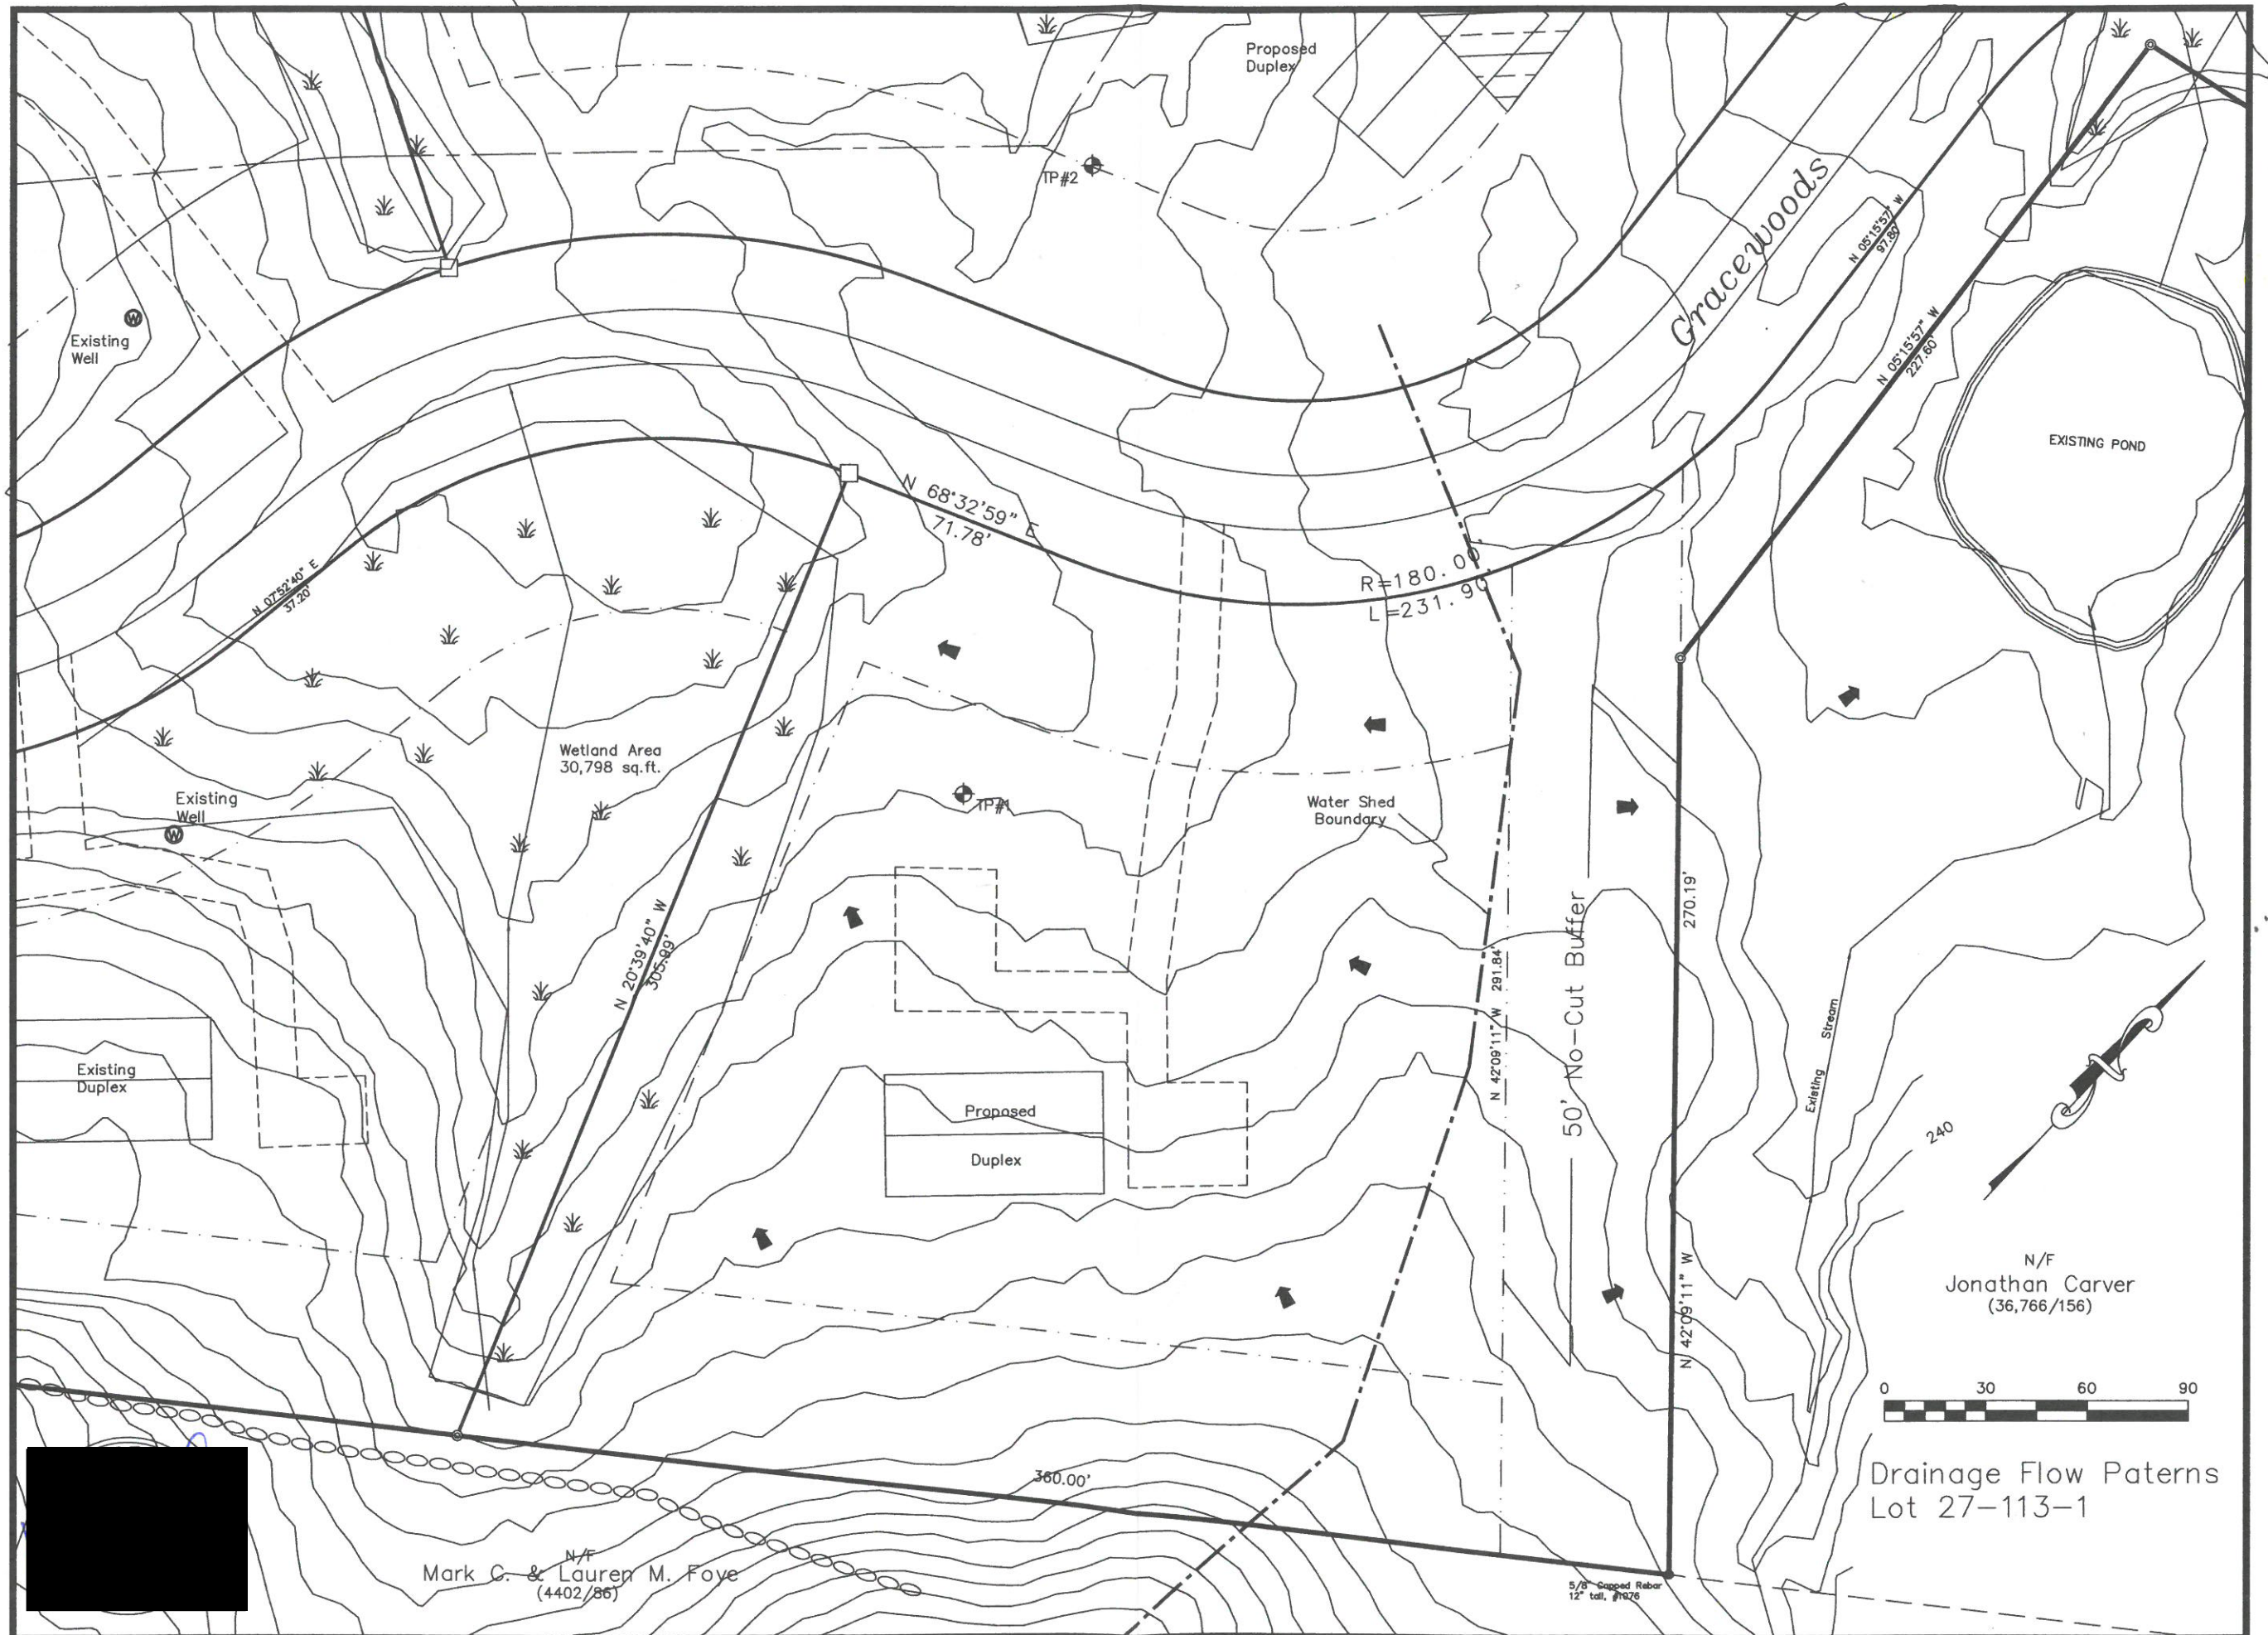 Proposed
Duplex
TP#2
Gracewoods
N 05°15'57" W
97.80'
N 05°15'57" W
227.60'
Existing
Well
EXISTING POND
N 68°32'59" E
71.78'
R=180.00'
L=231.90'
N 07°52'40" E
37.20'
Wetland Area
30,798 sq.ft.
Existing
Well
TP#1
Water Shed
Boundary
50' No-Cut Buffer
270.19'
N 42°09'11" W
N 42°09'11" W 291.84'
N 20°39'40" W
305.99'
Existing Stream
Existing
Duplex
Proposed
Duplex
240
N/F
Jonathan Carver
(36,766/156)
0 30 60 90
Drainage Flow Paterns
Lot 27-113-1
360.00'
N/F
Mark C. & Lauren M. Foye
(4402/86)
5/8" Capped Rebar
12" tall, #1076